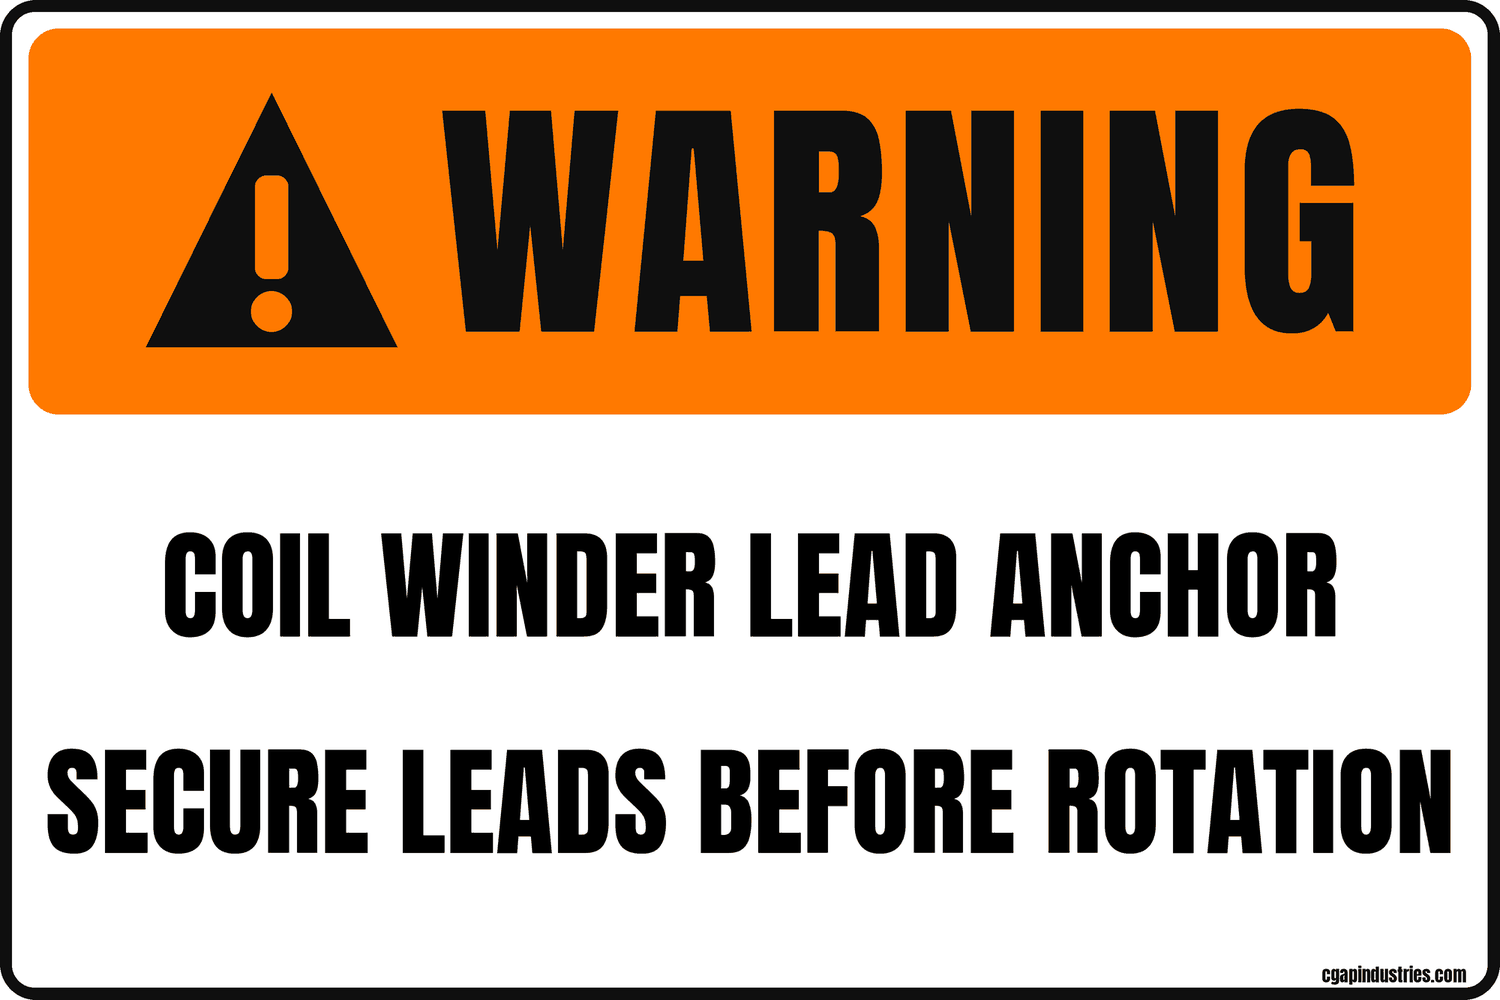 WARNING
COIL WINDER LEAD ANCHOR
SECURE LEADS BEFORE ROTATION
cgapindustries.com